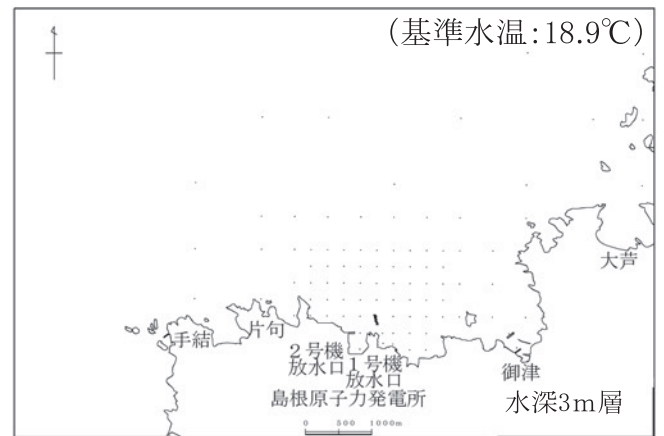 (基準水温:18.9℃)
大芦
手結
片句
2号機
放水口
1号機
放水口
御津
島根原子力発電所
水深3m層
0 500 1000m